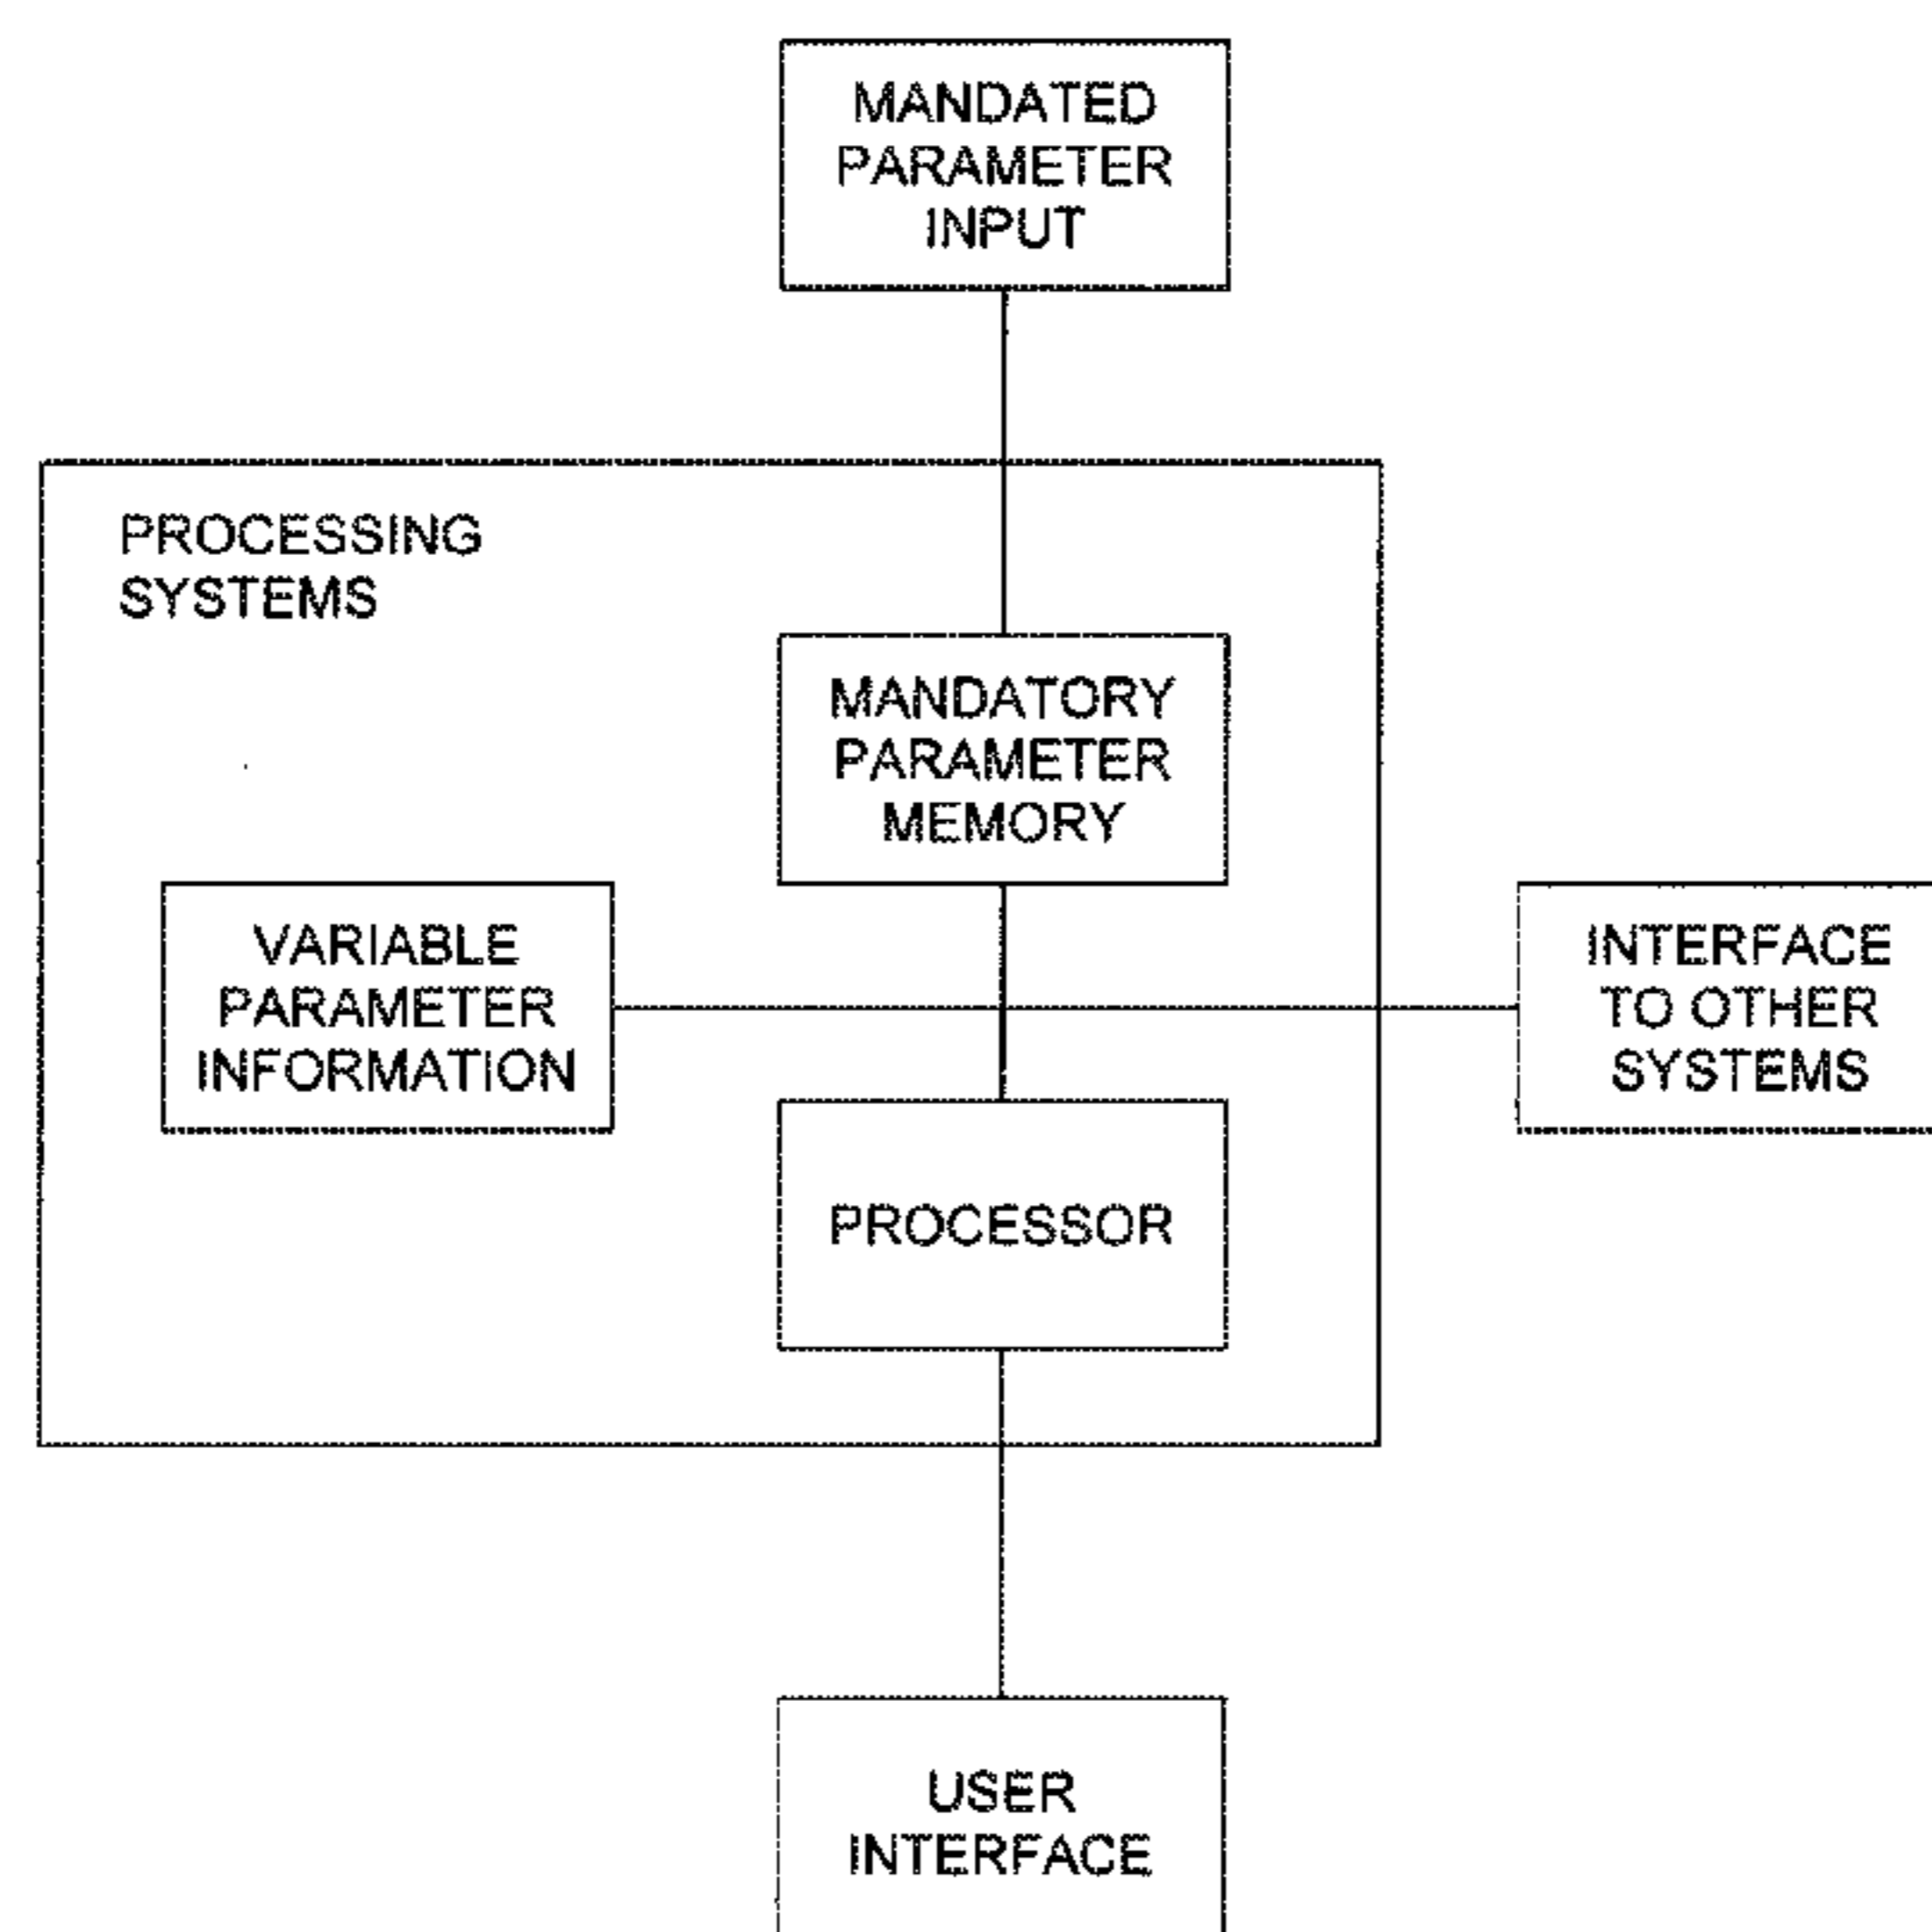 MANDATED
PARAMETER
INPUT
PROCESSING
SYSTEMS
MANDATORY
PARAMETER
MEMORY
VARIABLE
PARAMETER
INFORMATION
INTERFACE
TO OTHER
SYSTEMS
PROCESSOR
USER
INTERFACE